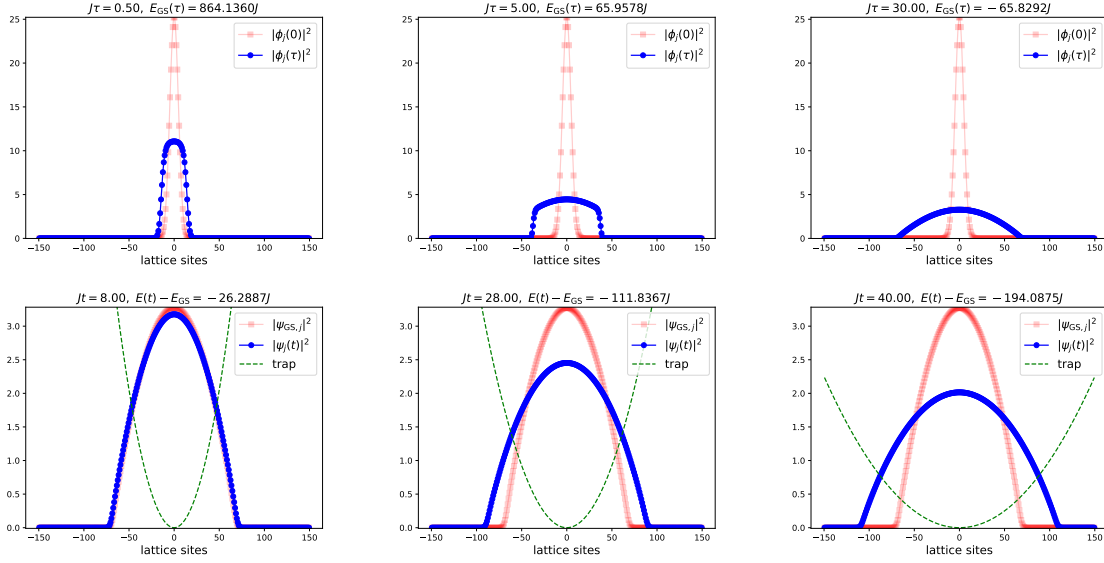 Jτ = 0.50, E_GS(τ) = 864.1360J
25
20
15
10
5
0
|ϕ_j(0)|²
|ϕ_j(τ)|²
−150 −100 −50 0 50 100 150
lattice sites
Jτ = 5.00, E_GS(τ) = 65.9578J
25
20
15
10
5
0
|ϕ_j(0)|²
|ϕ_j(τ)|²
−150 −100 −50 0 50 100 150
lattice sites
Jτ = 30.00, E_GS(τ) = −65.8292J
25
20
15
10
5
0
|ϕ_j(0)|²
|ϕ_j(τ)|²
−150 −100 −50 0 50 100 150
lattice sites
Jt = 8.00, E(t) − E_GS = −26.2887J
3.0
2.5
2.0
1.5
1.0
0.5
0.0
|ψ_GS,j|²
|ψ_j(t)|²
trap
−150 −100 −50 0 50 100 150
lattice sites
Jt = 28.00, E(t) − E_GS = −111.8367J
3.0
2.5
2.0
1.5
1.0
0.5
0.0
|ψ_GS,j|²
|ψ_j(t)|²
trap
−150 −100 −50 0 50 100 150
lattice sites
Jt = 40.00, E(t) − E_GS = −194.0875J
3.0
2.5
2.0
1.5
1.0
0.5
0.0
|ψ_GS,j|²
|ψ_j(t)|²
trap
−150 −100 −50 0 50 100 150
lattice sites